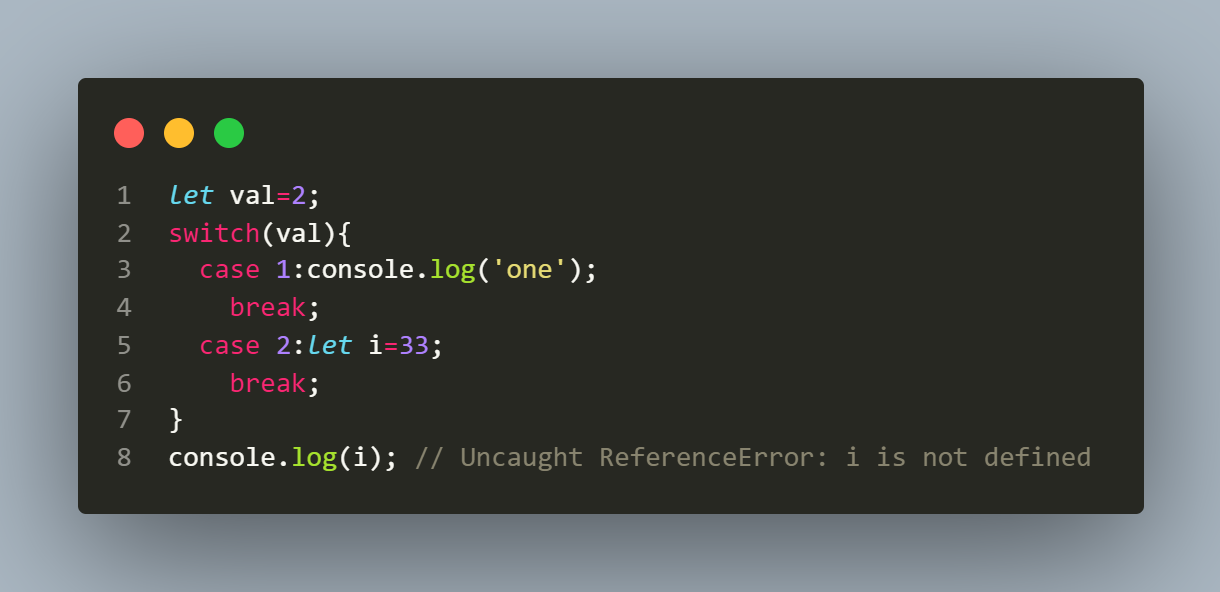 1 let val=2;
2 switch(val){
3   case 1:console.log('one');
4     break;
5   case 2:let i=33;
6     break;
7 }
8 console.log(i); // Uncaught ReferenceError: i is not defined